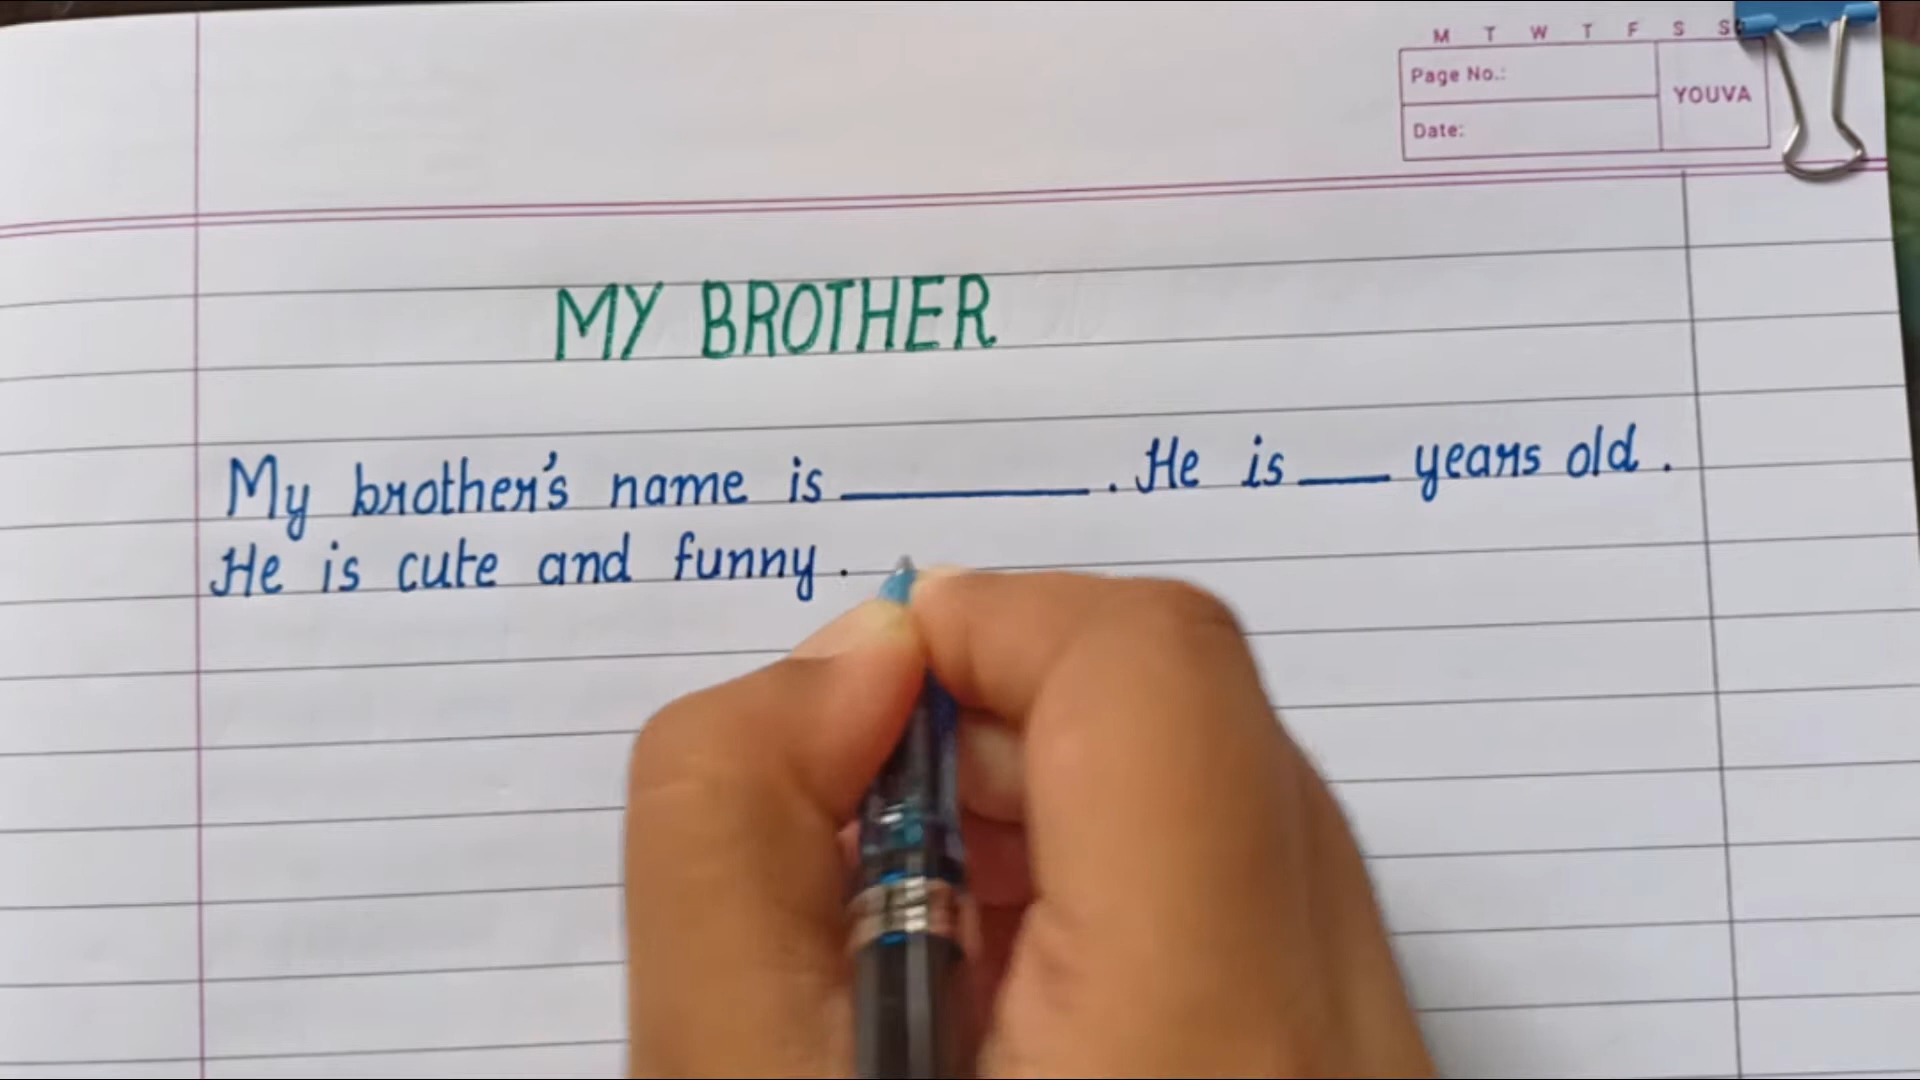 M T W T F S S
Page No.:
YOUVA
Date:
MY BROTHER
My brother's name is ________. He is ___ years old.
He is cute and funny.